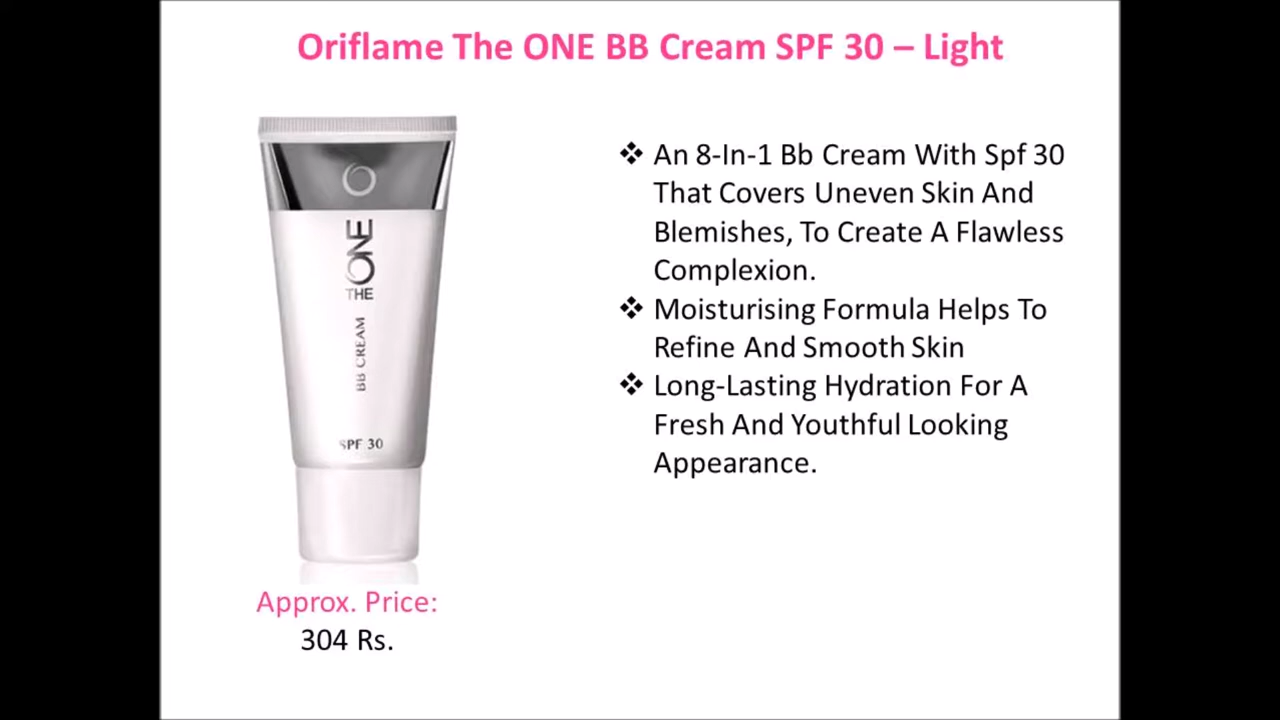 Oriflame The ONE BB Cream SPF 30 – Light
THE ONE
BB CREAM
SPF 30
❖ An 8-In-1 Bb Cream With Spf 30
That Covers Uneven Skin And
Blemishes, To Create A Flawless
Complexion.
❖ Moisturising Formula Helps To
Refine And Smooth Skin
❖ Long-Lasting Hydration For A
Fresh And Youthful Looking
Appearance.
Approx. Price:
304 Rs.